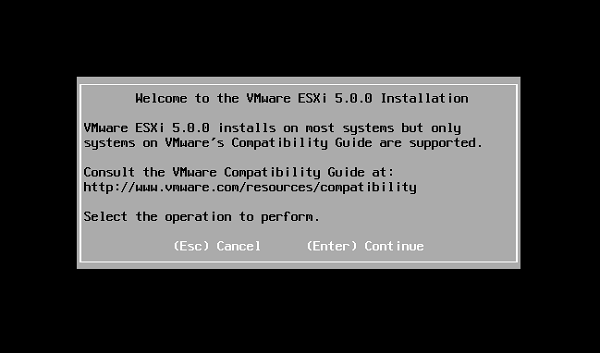 Welcome to the VMware ESXi 5.0.0 Installation
VMware ESXi 5.0.0 installs on most systems but only
systems on VMware's Compatibility Guide are supported.
Consult the VMware Compatibility Guide at:
http://www.vmware.com/resources/compatibility
Select the operation to perform.
(Esc) Cancel (Enter) Continue